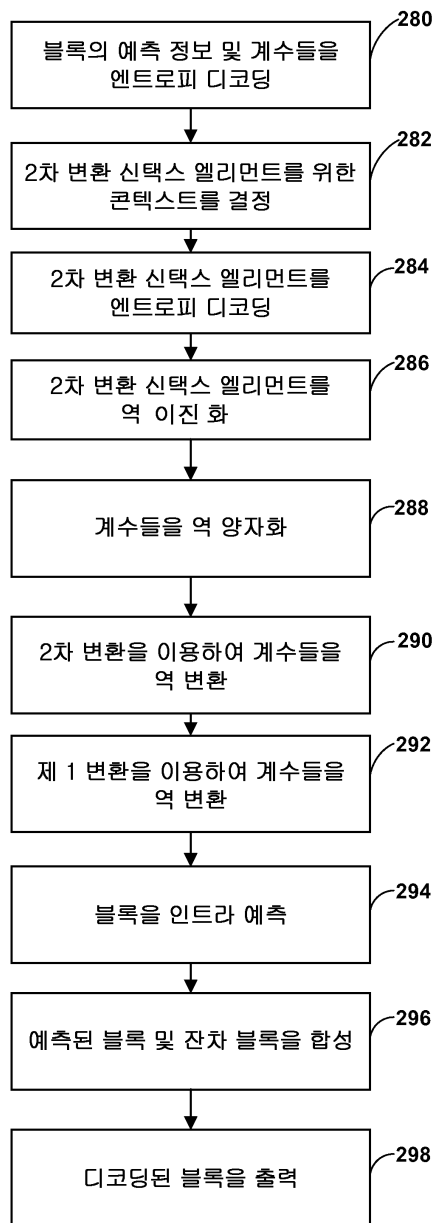 280
블록의 예측 정보 및 계수들을
엔트로피 디코딩
282
2차 변환 신택스 엘리먼트를 위한
콘텍스트를 결정
284
2차 변환 신택스 엘리먼트를
엔트로피 디코딩
286
2차 변환 신택스 엘리먼트를
역 이진 화
288
계수들을 역 양자화
290
2차 변환을 이용하여 계수들을
역 변환
292
제 1 변환을 이용하여 계수들을
역 변환
294
블록을 인트라 예측
296
예측된 블록 및 잔차 블록을 합성
298
디코딩된 블록을 출력